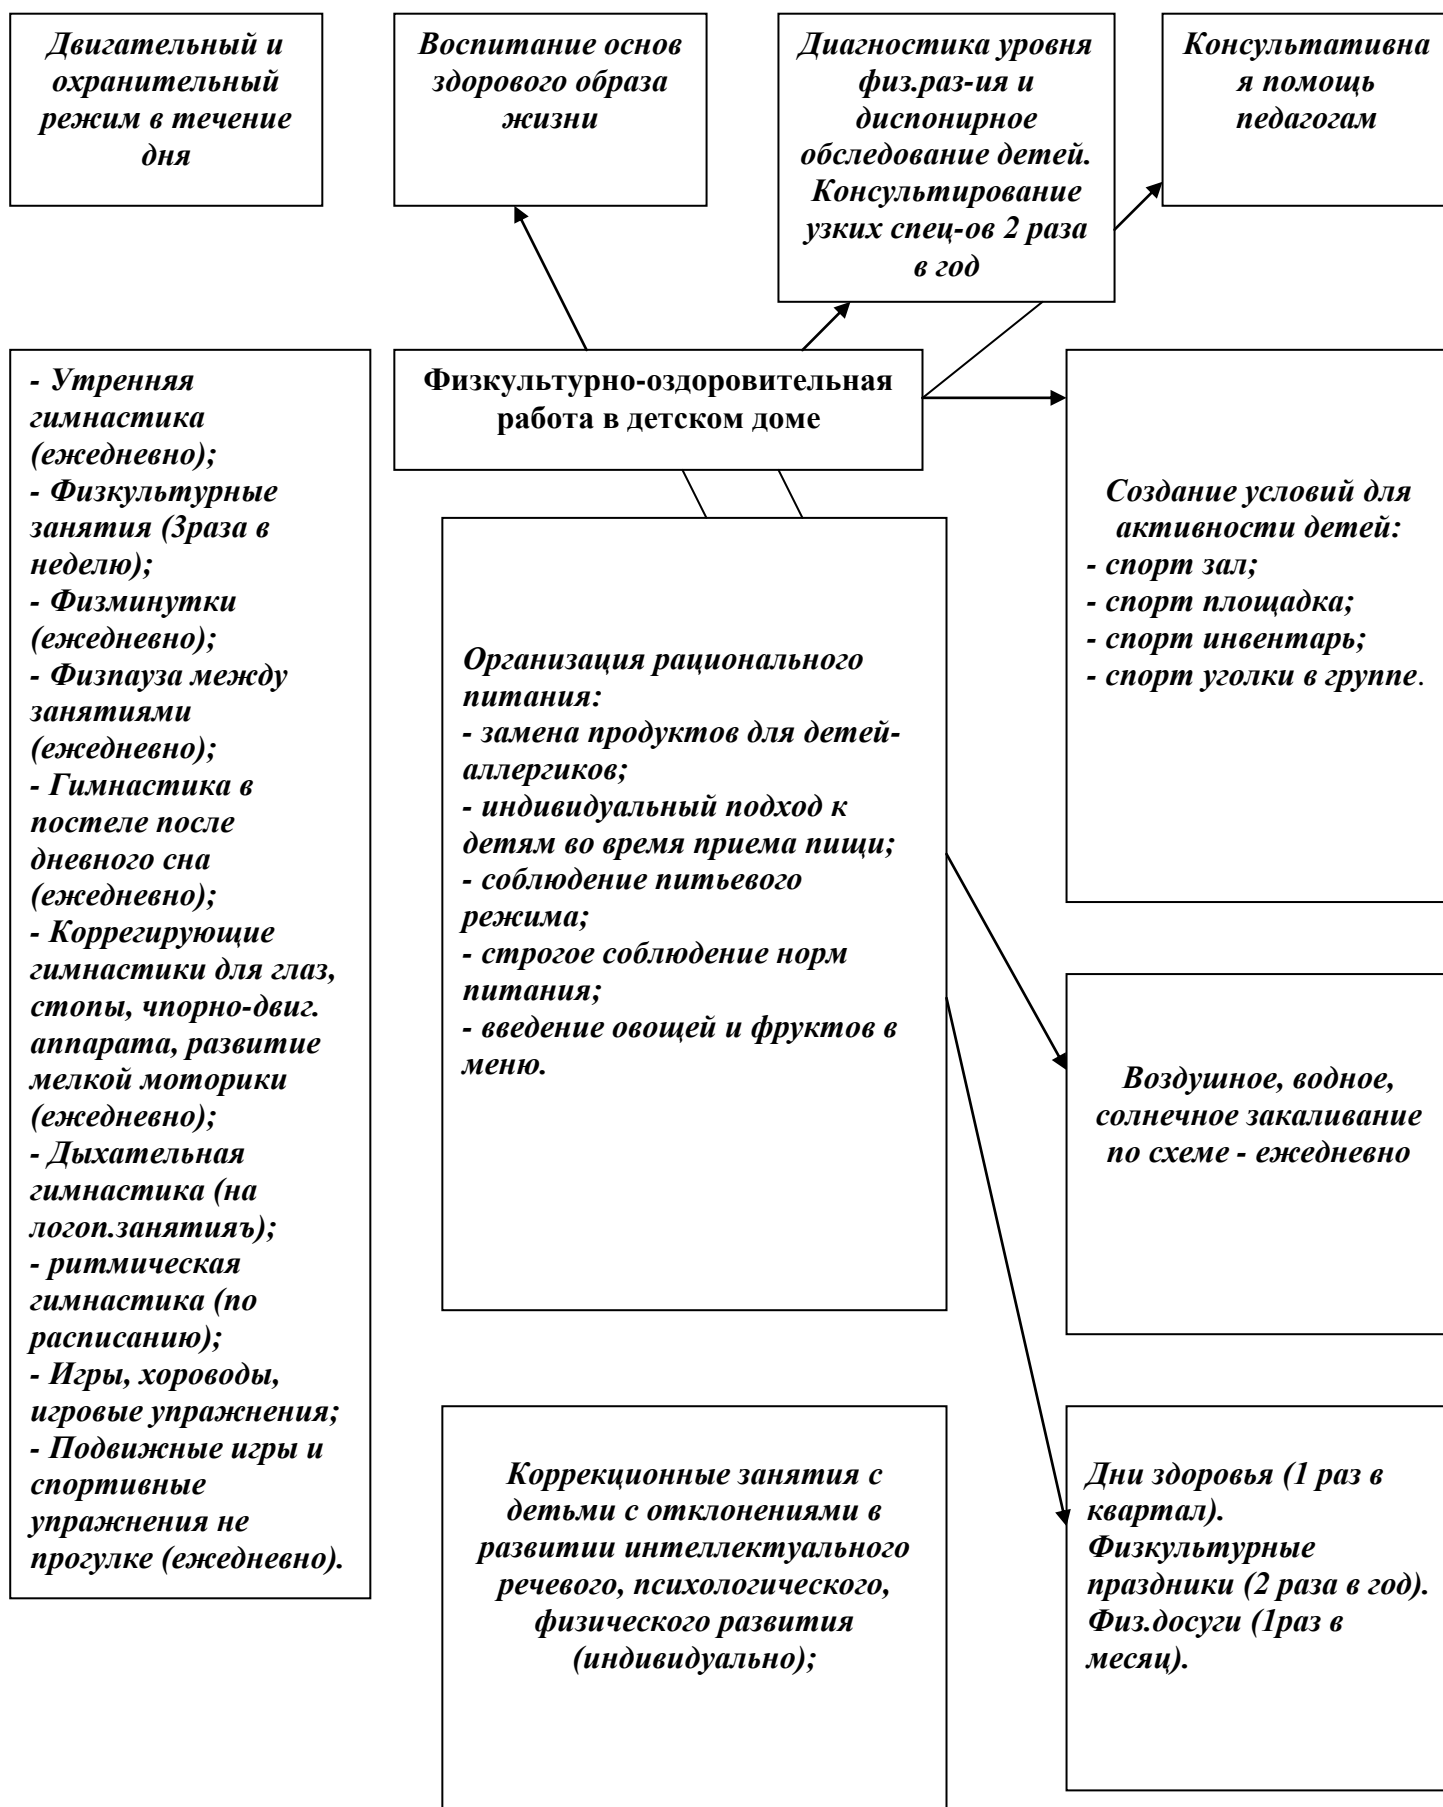 Двигательный и
охранительный
режим в течение
дня
Воспитание основ
здорового образа
жизни
Диагностика уровня
физ.раз-ия и
диспонирное
обследование детей.
Консультирование
узких спец-ов 2 раза
в год
Консультативна
я помощь
педагогам
- Утренняя
гимнастика
(ежедневно);
- Физкультурные
занятия (3раза в
неделю);
- Физминутки
(ежедневно);
- Физпауза между
занятиями
(ежедневно);
- Гимнастика в
постеле после
дневного сна
(ежедневно);
- Коррегирующие
гимнастики для глаз,
стопы, чпорно-двиг.
аппарата, развитие
мелкой моторики
(ежедневно);
- Дыхательная
гимнастика (на
логоп.занятияъ);
- ритмическая
гимнастика (по
расписанию);
- Игры, хороводы,
игровые упражнения;
- Подвижные игры и
спортивные
упражнения не
прогулке (ежедневно).
Физкультурно-оздоровительная
работа в детском доме
Организация рационального
питания:
- замена продуктов для детей-
аллергиков;
- индивидуальный подход к
детям во время приема пищи;
- соблюдение питьевого
режима;
- строгое соблюдение норм
питания;
- введение овощей и фруктов в
меню.
Создание условий для
активности детей:
- спорт зал;
- спорт площадка;
- спорт инвентарь;
- спорт уголки в группе.
Воздушное, водное,
солнечное закаливание
по схеме - ежедневно
Коррекционные занятия с
детьми с отклонениями в
развитии интеллектуального
речевого, психологического,
физического развития
(индивидуально);
Дни здоровья (1 раз в
квартал).
Физкультурные
праздники (2 раза в год).
Физ.досуги (1раз в
месяц).